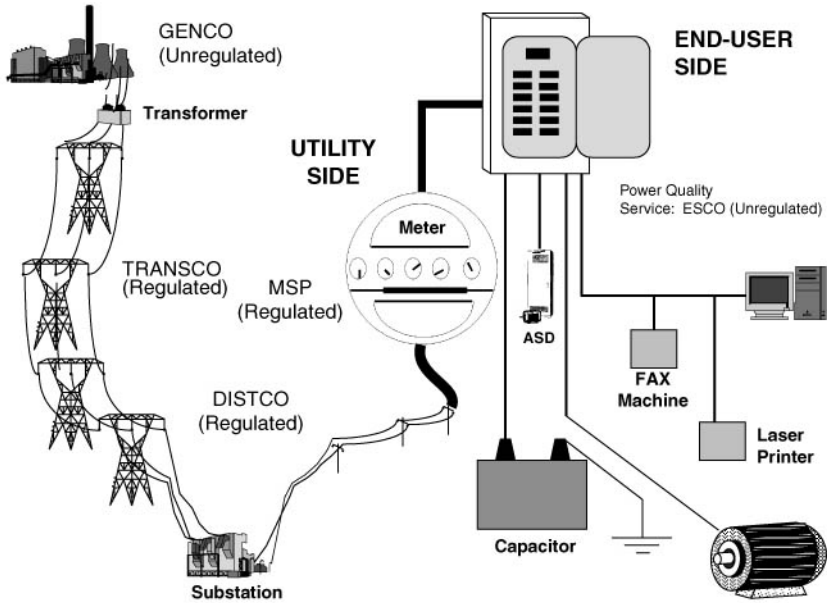 GENCO
(Unregulated)
Transformer
TRANSCO
(Regulated)
DISTCO
(Regulated)
Substation
UTILITY
SIDE
MSP
(Regulated)
Meter
END-USER
SIDE
Power Quality
Service: ESCO (Unregulated)
ASD
FAX
Machine
Laser
Printer
Capacitor